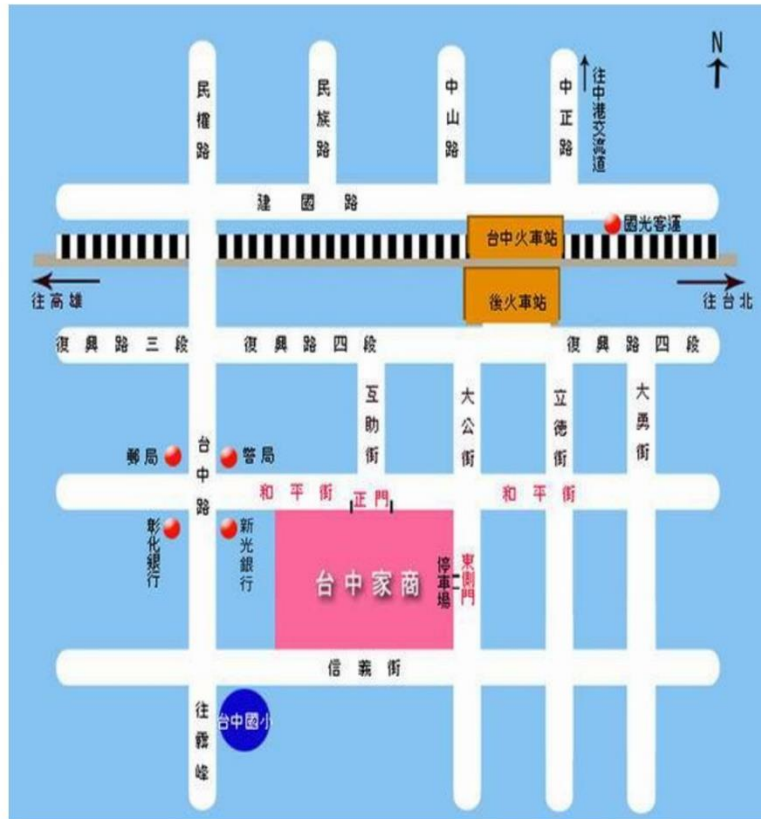 N
民權路
民族路
中山路
中正路
往中港交流道
建國路
國光客運
台中火車站
後火車站
往高雄
往台北
復興路三段
復興路四段
復興路四段
互助街
大公街
立德街
大勇街
台中路
郵局
警局
和平街
正門
和平街
彰化銀行
新光銀行
台中家商
停車場
東側門
信義街
往霧峰
台中國小